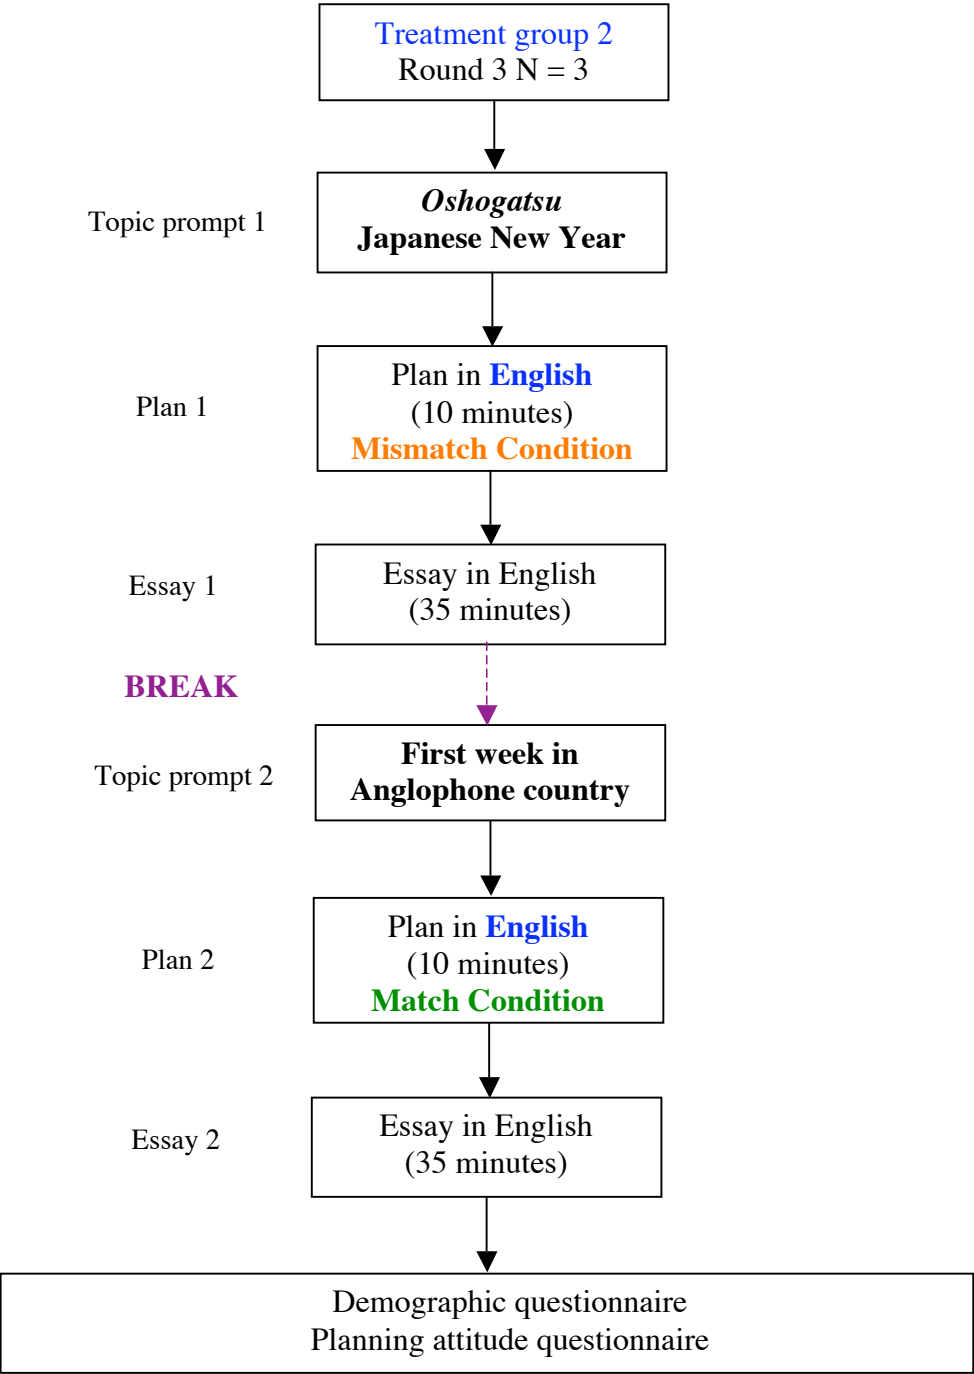 Treatment group 2
Round 3 N = 3
Topic prompt 1
Oshogatsu
Japanese New Year
Plan 1
Plan in English
(10 minutes)
Mismatch Condition
Essay 1
Essay in English
(35 minutes)
BREAK
Topic prompt 2
First week in
Anglophone country
Plan 2
Plan in English
(10 minutes)
Match Condition
Essay 2
Essay in English
(35 minutes)
Demographic questionnaire
Planning attitude questionnaire